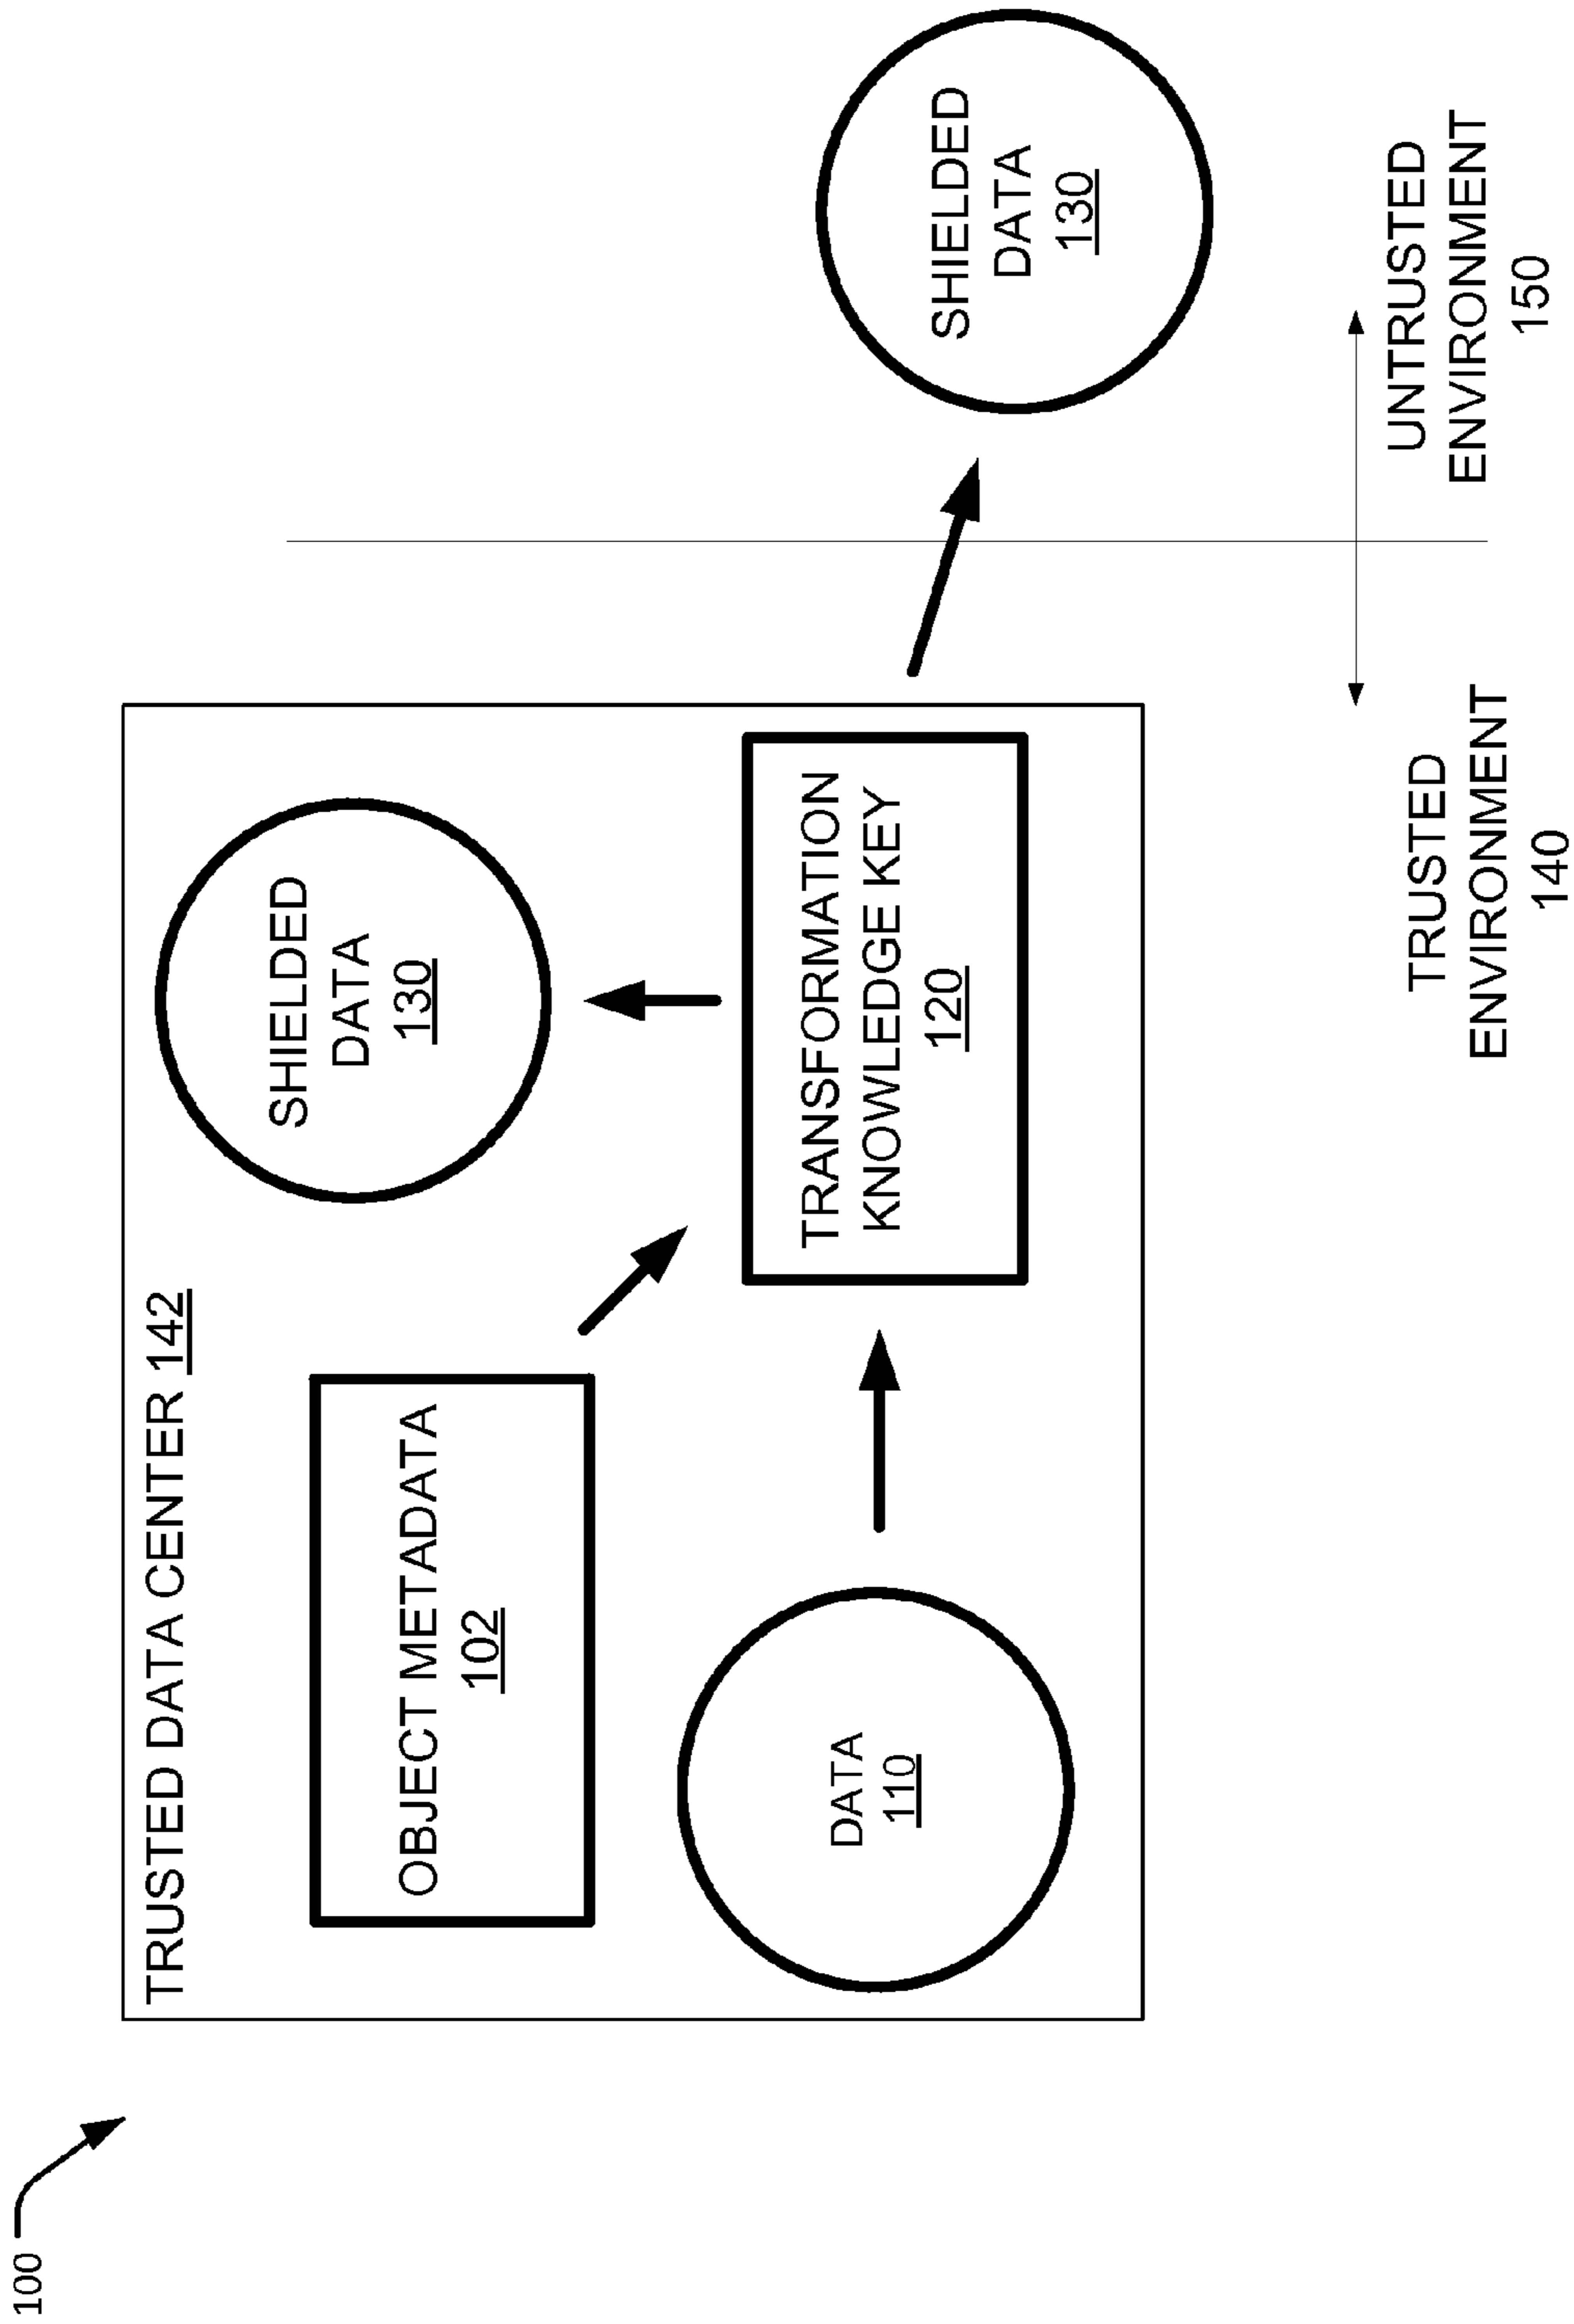 100
TRUSTED DATA CENTER 142
OBJECT METADATA
102
SHIELDED
DATA
130
DATA
110
TRANSFORMATION
KNOWLEDGE KEY
120
SHIELDED
DATA
130
TRUSTED
ENVIRONMENT
140
UNTRUSTED
ENVIRONMENT
150